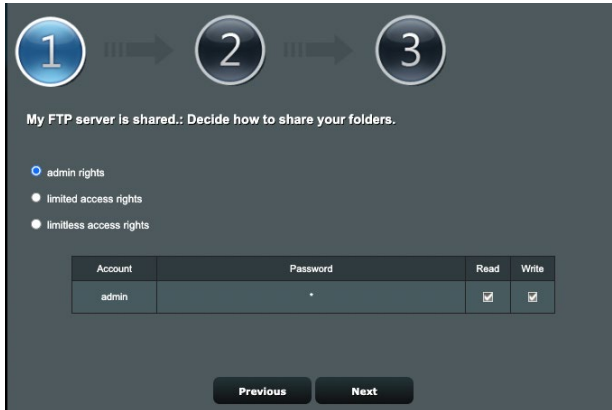 1 2 3
My FTP server is shared.: Decide how to share your folders.
admin rights
limited access rights
limitless access rights
Account Password Read Write
admin *
Previous Next